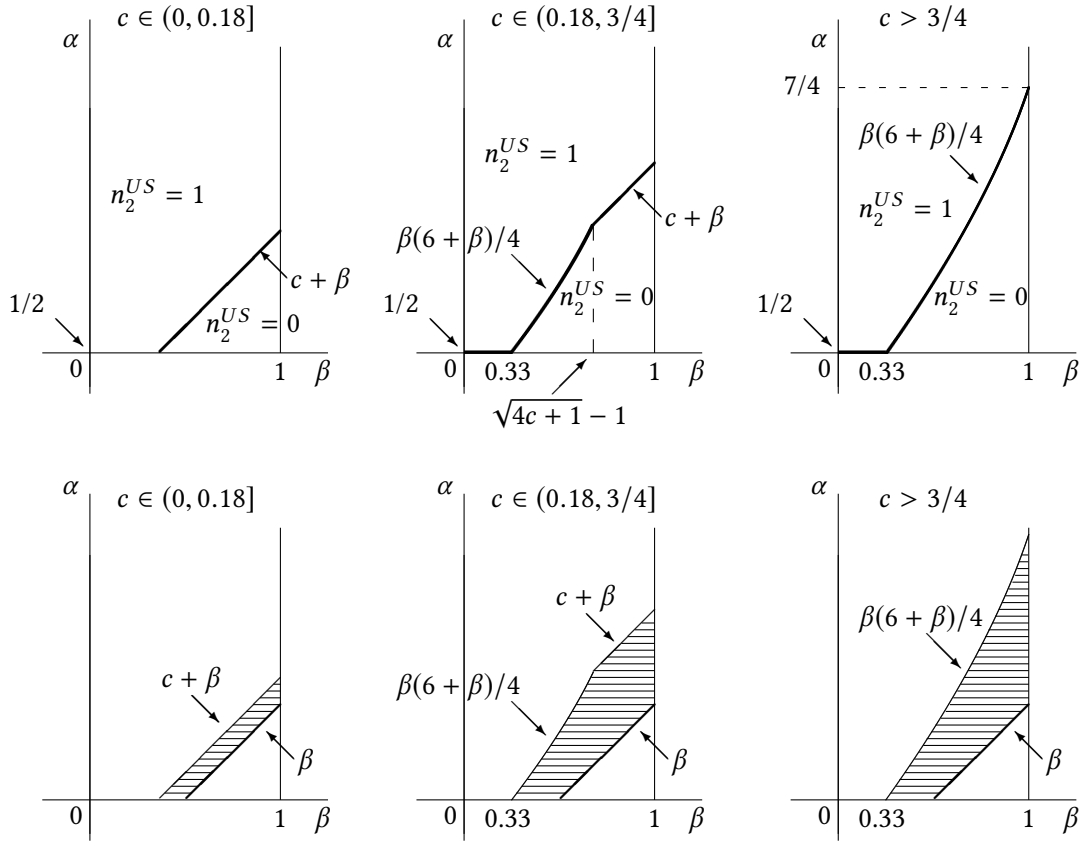 c ∈ (0, 0.18]
α
n_2^{US} = 1
c + β
n_2^{US} = 0
1/2
0
1
β
c ∈ (0.18, 3/4]
α
n_2^{US} = 1
c + β
β(6 + β)/4
n_2^{US} = 0
1/2
0
0.33
1
β
√(4c + 1) − 1
c > 3/4
α
7/4
β(6 + β)/4
n_2^{US} = 1
n_2^{US} = 0
1/2
0
0.33
1
β
c ∈ (0, 0.18]
α
c + β
β
0
1
β
c ∈ (0.18, 3/4]
α
c + β
β(6 + β)/4
β
0
0.33
1
β
c > 3/4
α
β(6 + β)/4
β
0
0.33
1
β